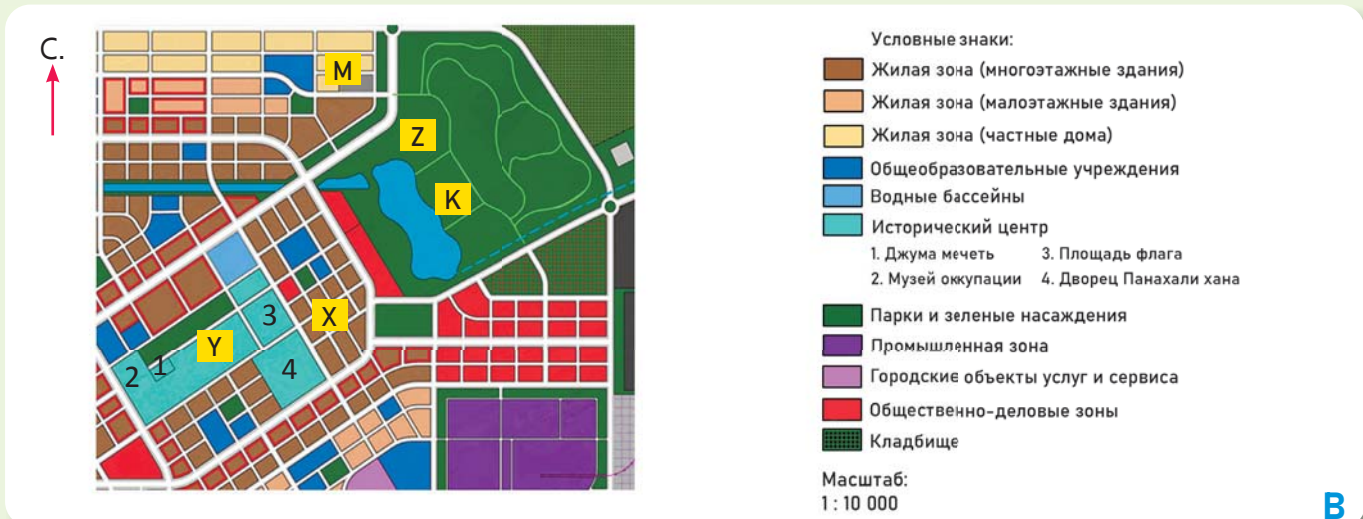 С.
M
Z
K
X
3
Y
1
2
4
Условные знаки:
Жилая зона (многоэтажные здания)
Жилая зона (малоэтажные здания)
Жилая зона (частные дома)
Общеобразовательные учреждения
Водные бассейны
Исторический центр
1. Джума мечеть 3. Площадь флага
2. Музей оккупации 4. Дворец Панахали хана
Парки и зеленые насаждения
Промышленная зона
Городские объекты услуг и сервиса
Общественно-деловые зоны
Кладбище
Масштаб:
1 : 10 000
B